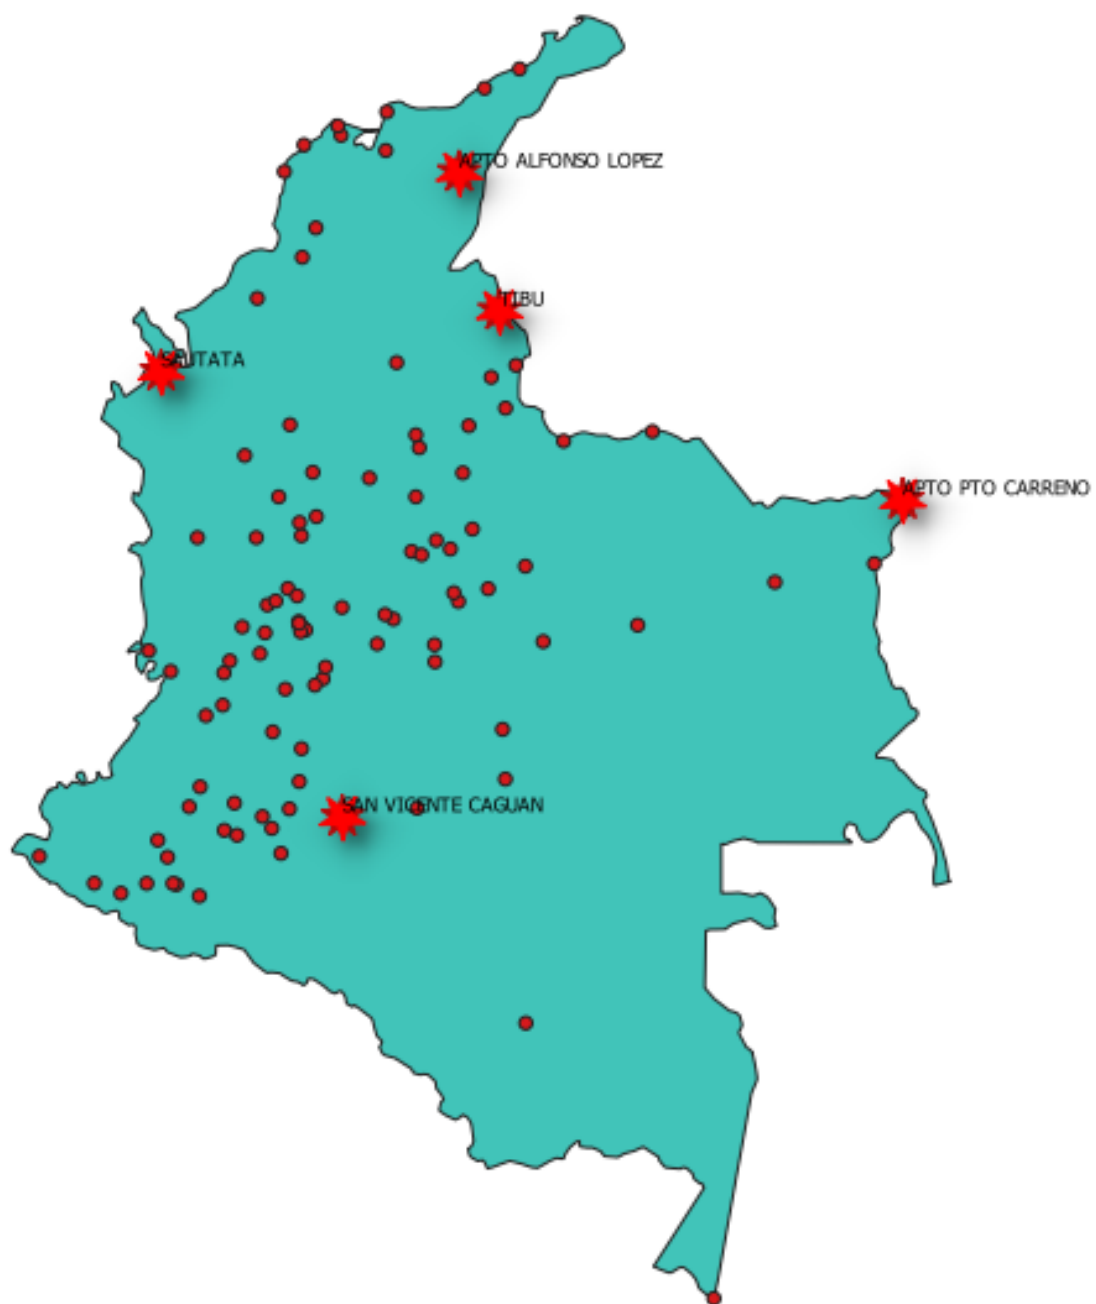 APTO ALFONSO LOPEZ
TIBU
SAUTATA
APTO PTO CARRENO
SAN VICENTE CAGUAN